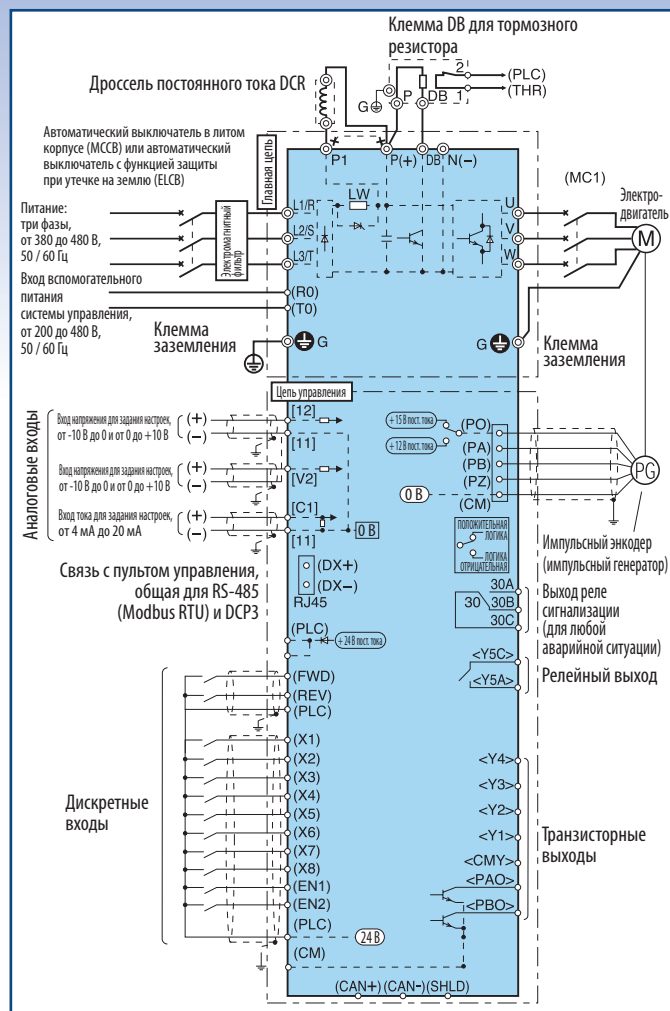 Клемма DB для тормозного
резистора
Дроссель постоянного тока DCR
2
(PLC)
(THR)
1
G
P
DB
Автоматический выключатель в литом
корпусе (MCCB) или автоматический
выключатель с функцией защиты
при утечке на землю (ELCB)
Главная цепь
P1
P(+)
DB
N(-)
(MC1)
Электро-
двигатель
Питание:
три фазы,
от 380 до 480 В,
50 / 60 Гц
Электромагнитный
фильтр
L1/R
L2/S
L3/T
LW
U
V
W
M
Вход вспомогательного
питания
системы управления,
от 200 до 480 В,
50 / 60 Гц
(R0)
(T0)
Клемма
заземления
G
G
Клемма
заземления
Цепь управления
Аналоговые входы
Вход напряжения для задания настроек,
от -10 В до 0 и от 0 до +10 В
(+)
(−)
[12]
[11]
Вход напряжения для задания настроек,
от -10 В до 0 и от 0 до +10 В
(+)
(−)
[V2]
Вход тока для задания настроек,
от 4 мА до 20 мА
(+)
(−)
[C1]
[11]
0 В
+ 15 В пост. тока
+ 12 В пост. тока
(PO)
(PA)
(PB)
(PZ)
(CM)
0 В
PG
Импульсный энкодер
(импульсный генератор)
ПОЛОЖИТЕЛЬНАЯ
ЛОГИКА
ЛОГИКА
ОТРИЦАТЕЛЬНАЯ
Связь с пультом управления,
общая для RS-485
(Modbus RTU) и DCP3
(DX+)
(DX−)
RJ45
30
30A
30B
30C
Выход реле
сигнализации
(для любой
аварийной ситуации)
(PLC)
+ 24 В пост. тока
<Y5C>
<Y5A>
Релейный выход
Дискретные
входы
(FWD)
(REV)
(PLC)
(X1)
(X2)
(X3)
(X4)
(X5)
(X6)
(X7)
(X8)
(EN1)
(EN2)
(PLC)
24 В
(CM)
<Y4>
<Y3>
<Y2>
<Y1>
<CMY>
<PAO>
<PBO>
Транзисторные
выходы
(CAN+) (CAN-) (SHLD)